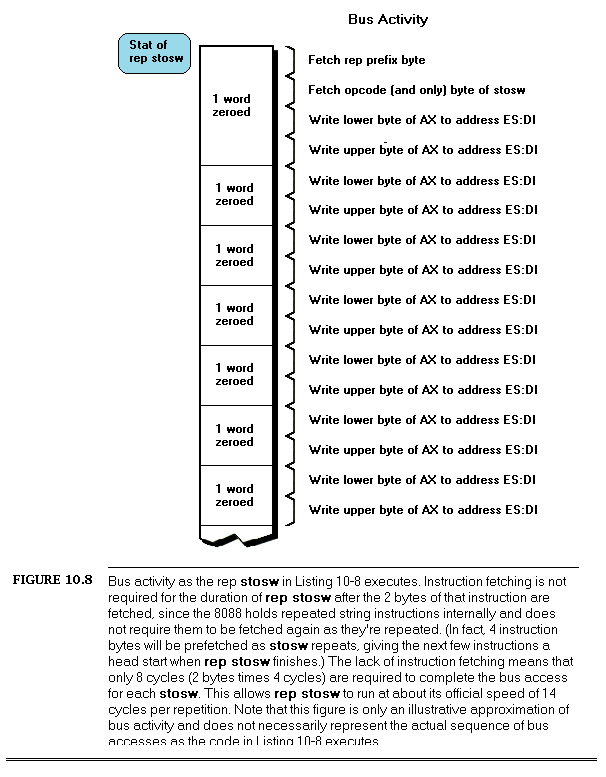 Bus Activity
Stat of
rep stosw
Fetch rep prefix byte
Fetch opcode (and only) byte of stosw
1 word
zeroed
Write lower byte of AX to address ES:DI
Write upper byte of AX to address ES:DI
1 word
zeroed
Write lower byte of AX to address ES:DI
Write upper byte of AX to address ES:DI
1 word
zeroed
Write lower byte of AX to address ES:DI
Write upper byte of AX to address ES:DI
1 word
zeroed
Write lower byte of AX to address ES:DI
Write upper byte of AX to address ES:DI
1 word
zeroed
Write lower byte of AX to address ES:DI
Write upper byte of AX to address ES:DI
1 word
zeroed
Write lower byte of AX to address ES:DI
Write upper byte of AX to address ES:DI
1 word
zeroed
Write lower byte of AX to address ES:DI
Write upper byte of AX to address ES:DI
FIGURE 10.8 Bus activity as the rep stosw in Listing 10-8 executes. Instruction fetching is not
required for the duration of rep stosw after the 2 bytes of that instruction are
fetched, since the 8088 holds repeated string instructions internally and does
not require them to be fetched again as they're repeated. (In fact, 4 instruction
bytes will be prefetched as stosw repeats, giving the next few instructions a
head start when rep stosw finishes.) The lack of instruction fetching means that
only 8 cycles (2 bytes times 4 cycles) are required to complete the bus access
for each stosw. This allows rep stosw to run at about its official speed of 14
cycles per repetition. Note that this figure is only an illustrative approximation of
bus activity and does not necessarily represent the actual sequence of bus
accesses as the code in Listing 10-8 executes